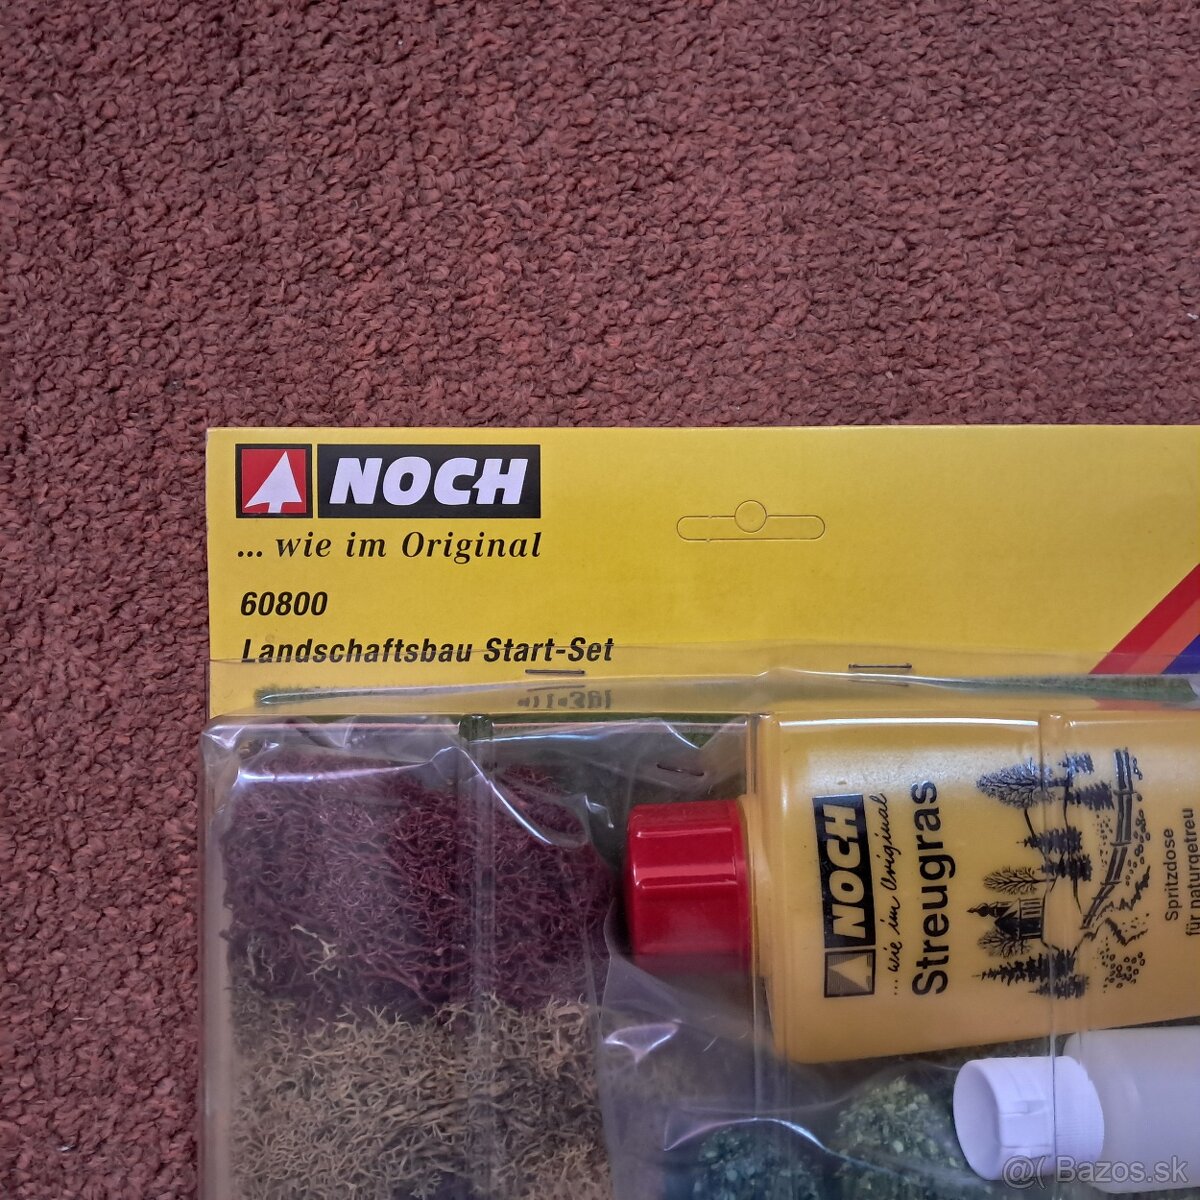 NOCH
... wie im Original
60800
Landschaftsbau Start-Set
NOCH
... wie im Original
Streugras
Spritzdose
für naturgetreu
@( Bazos.sk